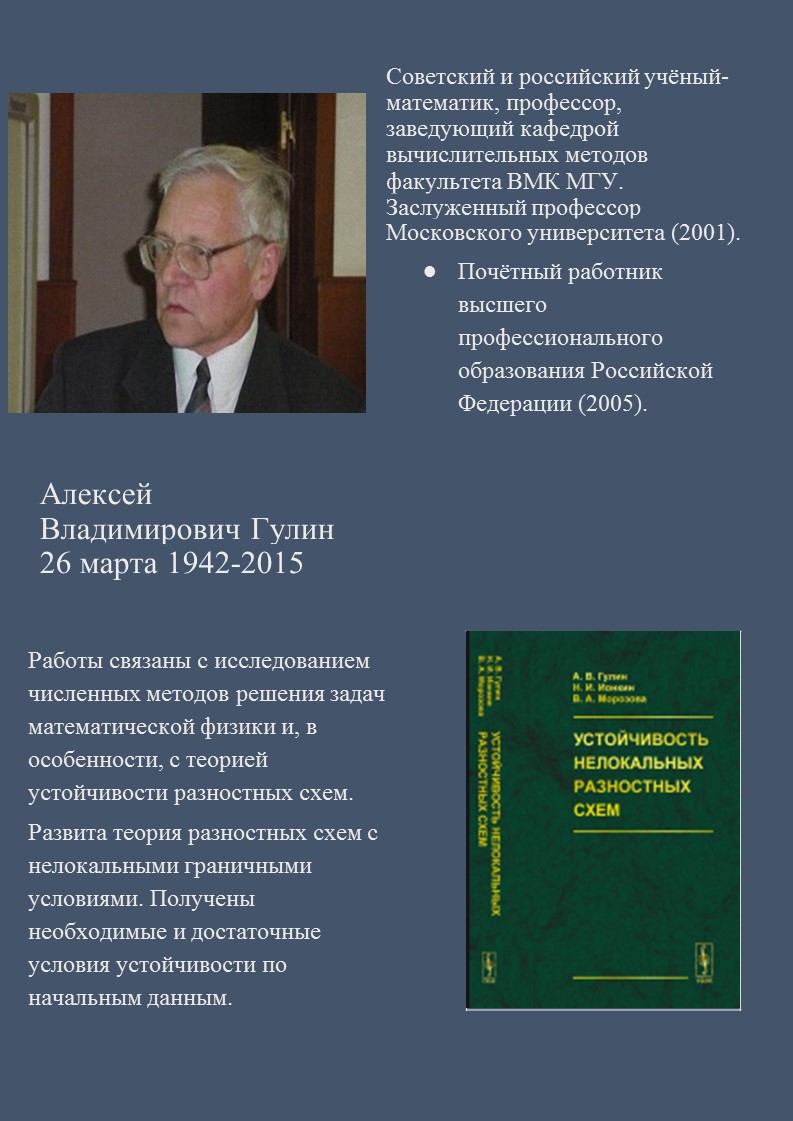 Советский и российский учёный-
математик, профессор,
заведующий кафедрой
вычислительных методов
факультета ВМК МГУ.
Заслуженный профессор
Московского университета (2001).
● Почётный работник
высшего
профессионального
образования Российской
Федерации (2005).
Алексей
Владимирович Гулин
26 марта 1942-2015
Работы связаны с исследованием
численных методов решения задач
математической физики и, в
особенности, с теорией
устойчивости разностных схем.
Развита теория разностных схем с
нелокальными граничными
условиями. Получены
необходимые и достаточные
условия устойчивости по
начальным данным.
А. В. Гулин
Н. И. Ионкин
В. А. Морозова
УСТОЙЧИВОСТЬ НЕЛОКАЛЬНЫХ
РАЗНОСТНЫХ СХЕМ
А. В. Гулин
Н. И. Ионкин
В. А. Морозова
УСТОЙЧИВОСТЬ
НЕЛОКАЛЬНЫХ
РАЗНОСТНЫХ
СХЕМ